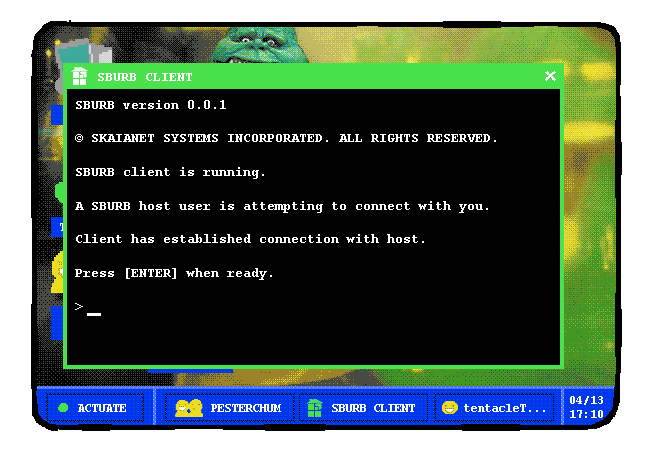 SBURB CLIENT
SBURB version 0.0.1
© SKAIANET SYSTEMS INCORPORATED. ALL RIGHTS RESERVED.
SBURB client is running.
A SBURB host user is attempting to connect with you.
Client has established connection with host.
Press [ENTER] when ready.
>
ACTUATE
PESTERCHUM
SBURB CLIENT
tentacleT...
04/13
17:10